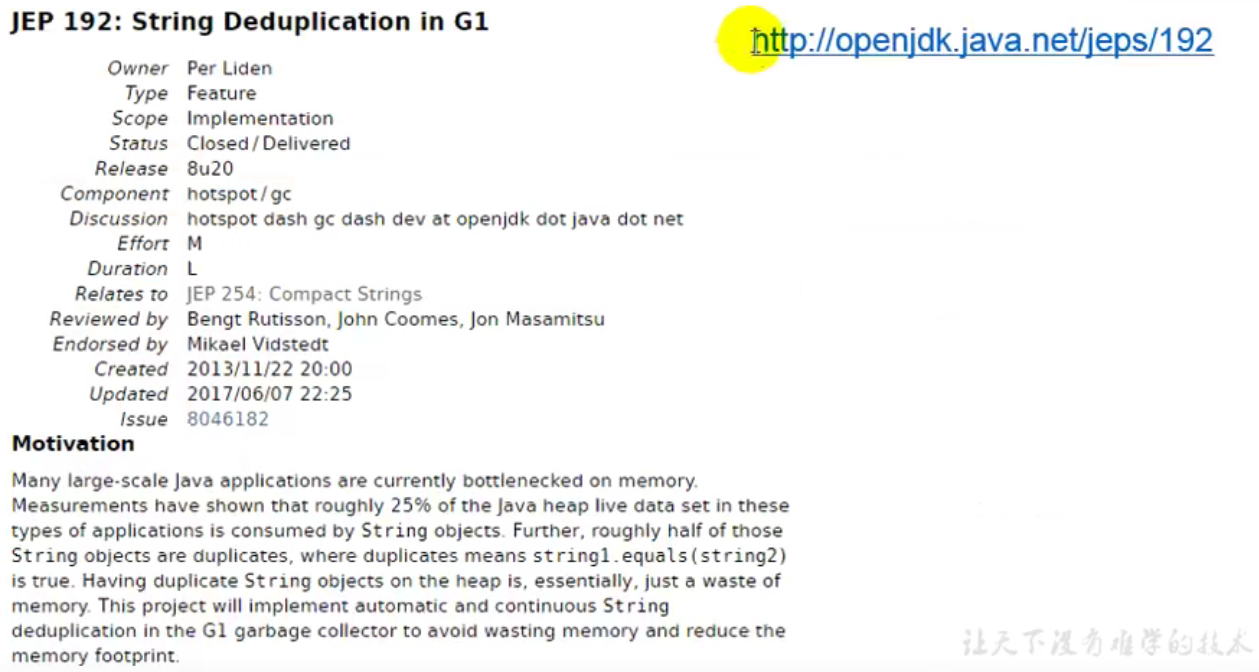 JEP 192: String Deduplication in G1
http://openjdk.java.net/jeps/192
Owner Per Liden
Type Feature
Scope Implementation
Status Closed / Delivered
Release 8u20
Component hotspot / gc
Discussion hotspot dash gc dash dev at openjdk dot java dot net
Effort M
Duration L
Relates to JEP 254: Compact Strings
Reviewed by Bengt Rutisson, John Coomes, Jon Masamitsu
Endorsed by Mikael Vidstedt
Created 2013/11/22 20:00
Updated 2017/06/07 22:25
Issue 8046182
Motivation
Many large-scale Java applications are currently bottlenecked on memory.
Measurements have shown that roughly 25% of the Java heap live data set in these
types of applications is consumed by String objects. Further, roughly half of those
String objects are duplicates, where duplicates means string1.equals(string2)
is true. Having duplicate String objects on the heap is, essentially, just a waste of
memory. This project will implement automatic and continuous String
deduplication in the G1 garbage collector to avoid wasting memory and reduce the
memory footprint.
让天下没有难学的技术